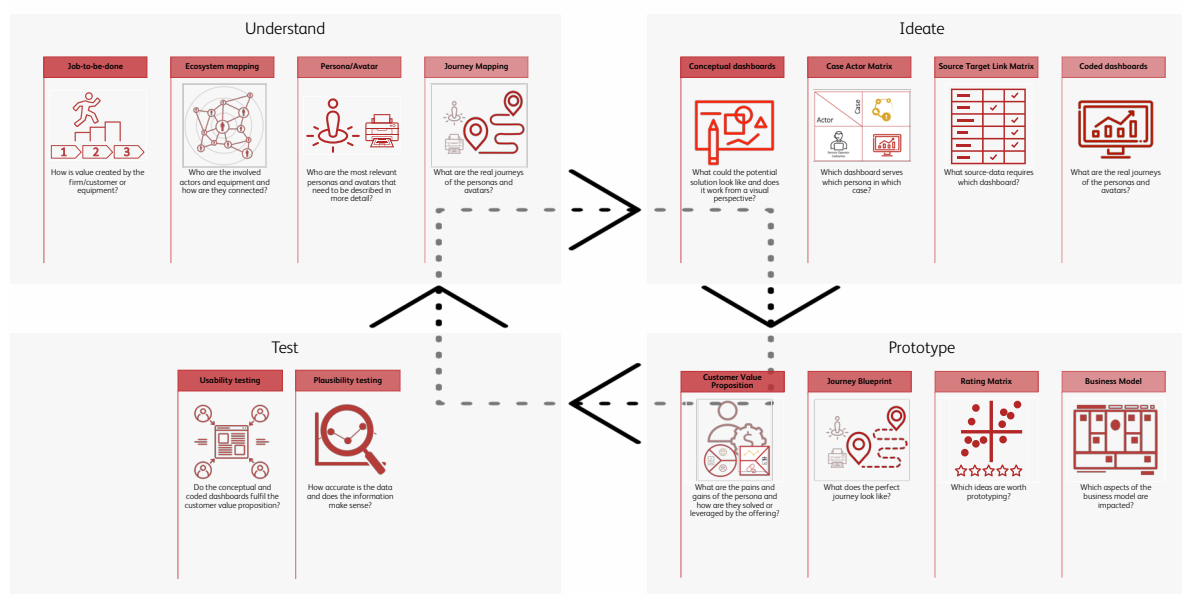 Understand
Job-to-be-done
1 2 3
How is value created by the
firm/customer or
equipment?
Ecosystem mapping
Who are the involved
actors and equipment and
how are they connected?
Persona/Avatar
Who are the most relevant
personas and avatars that
need to be described in
more detail?
Journey Mapping
What are the real journeys
of the personas and
avatars?
Ideate
Conceptual dashboards
What could the potential
solution look like and does
it work from a visual
perspective?
Case Actor Matrix
Case
Actor
Which dashboard serves
which persona in which
case?
Source Target Link Matrix
What source-data requires
which dashboard?
Coded dashboards
What are the real journeys
of the personas and
avatars?
Test
Usability testing
Do the conceptual and
coded dashboards fulfil the
customer value proposition?
Plausibility testing
How accurate is the data
and does the information
make sense?
Prototype
Customer Value
Proposition
What are the pains and
gains of the persona and
how are they solved or
leveraged by the offering?
Journey Blueprint
What does the perfect
journey look like?
Rating Matrix
Which ideas are worth
prototyping?
Business Model
Which aspects of the
business model are
impacted?